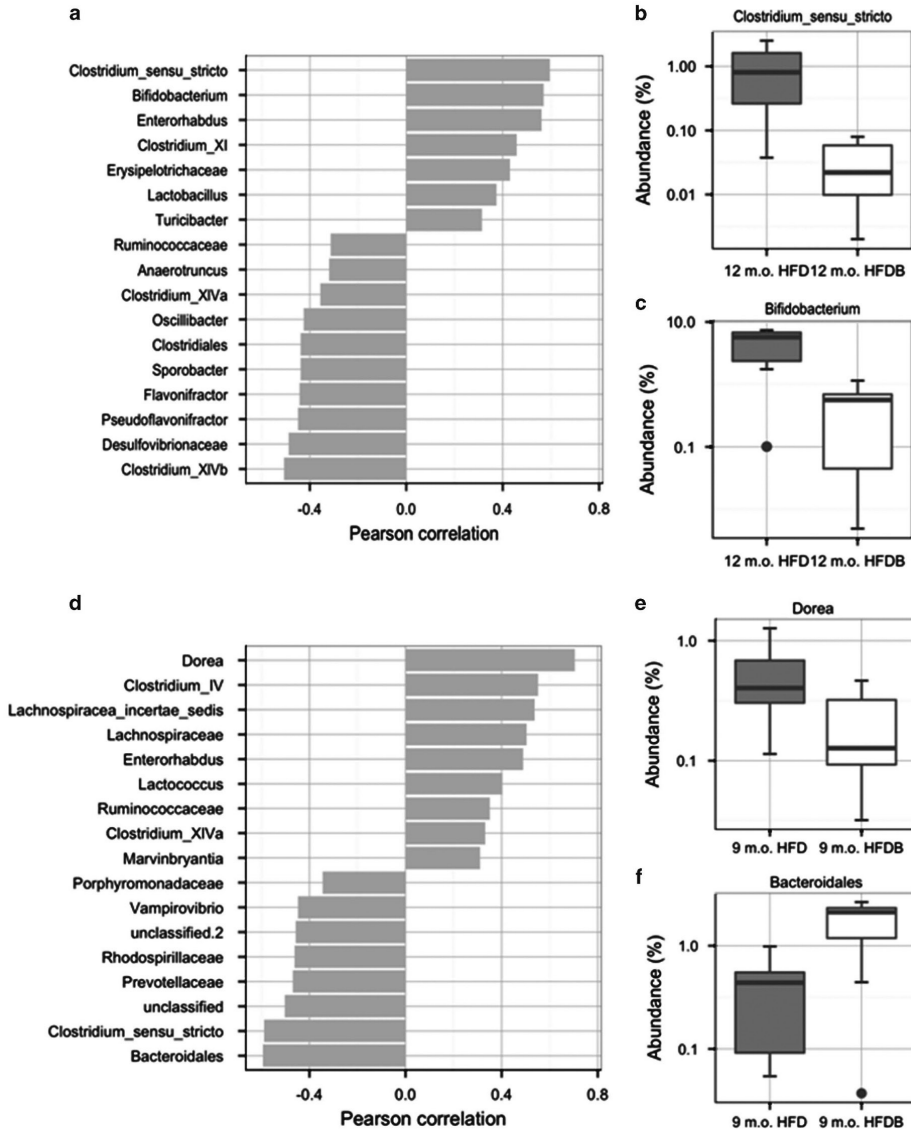 a
Clostridium_sensu_stricto
Bifidobacterium
Enterorhabdus
Clostridium_XI
Erysipelotrichaceae
Lactobacillus
Turicibacter
Ruminococcaceae
Anaerotruncus
Clostridium_XIVa
Oscillibacter
Clostridiales
Sporobacter
Flavonifractor
Pseudoflavonifractor
Desulfovibrionaceae
Clostridium_XIVb
-0.4 0.0 0.4 0.8
Pearson correlation
b
Clostridium_sensu_stricto
Abundance (%)
1.00
0.10
0.01
12 m.o. HFD 12 m.o. HFDB
c
Bifidobacterium
Abundance (%)
10.0
0.1
12 m.o. HFD 12 m.o. HFDB
d
Dorea
Clostridium_IV
Lachnospiracea_incertae_sedis
Lachnospiraceae
Enterorhabdus
Lactococcus
Ruminococcaceae
Clostridium_XIVa
Marvinbryantia
Porphyromonadaceae
Vampirovibrio
unclassified.2
Rhodospirillaceae
Prevotellaceae
unclassified
Clostridium_sensu_stricto
Bacteroidales
-0.4 0.0 0.4 0.8
Pearson correlation
e
Dorea
Abundance (%)
1.0
0.1
9 m.o. HFD 9 m.o. HFDB
f
Bacteroidales
Abundance (%)
1.0
0.1
9 m.o. HFD 9 m.o. HFDB